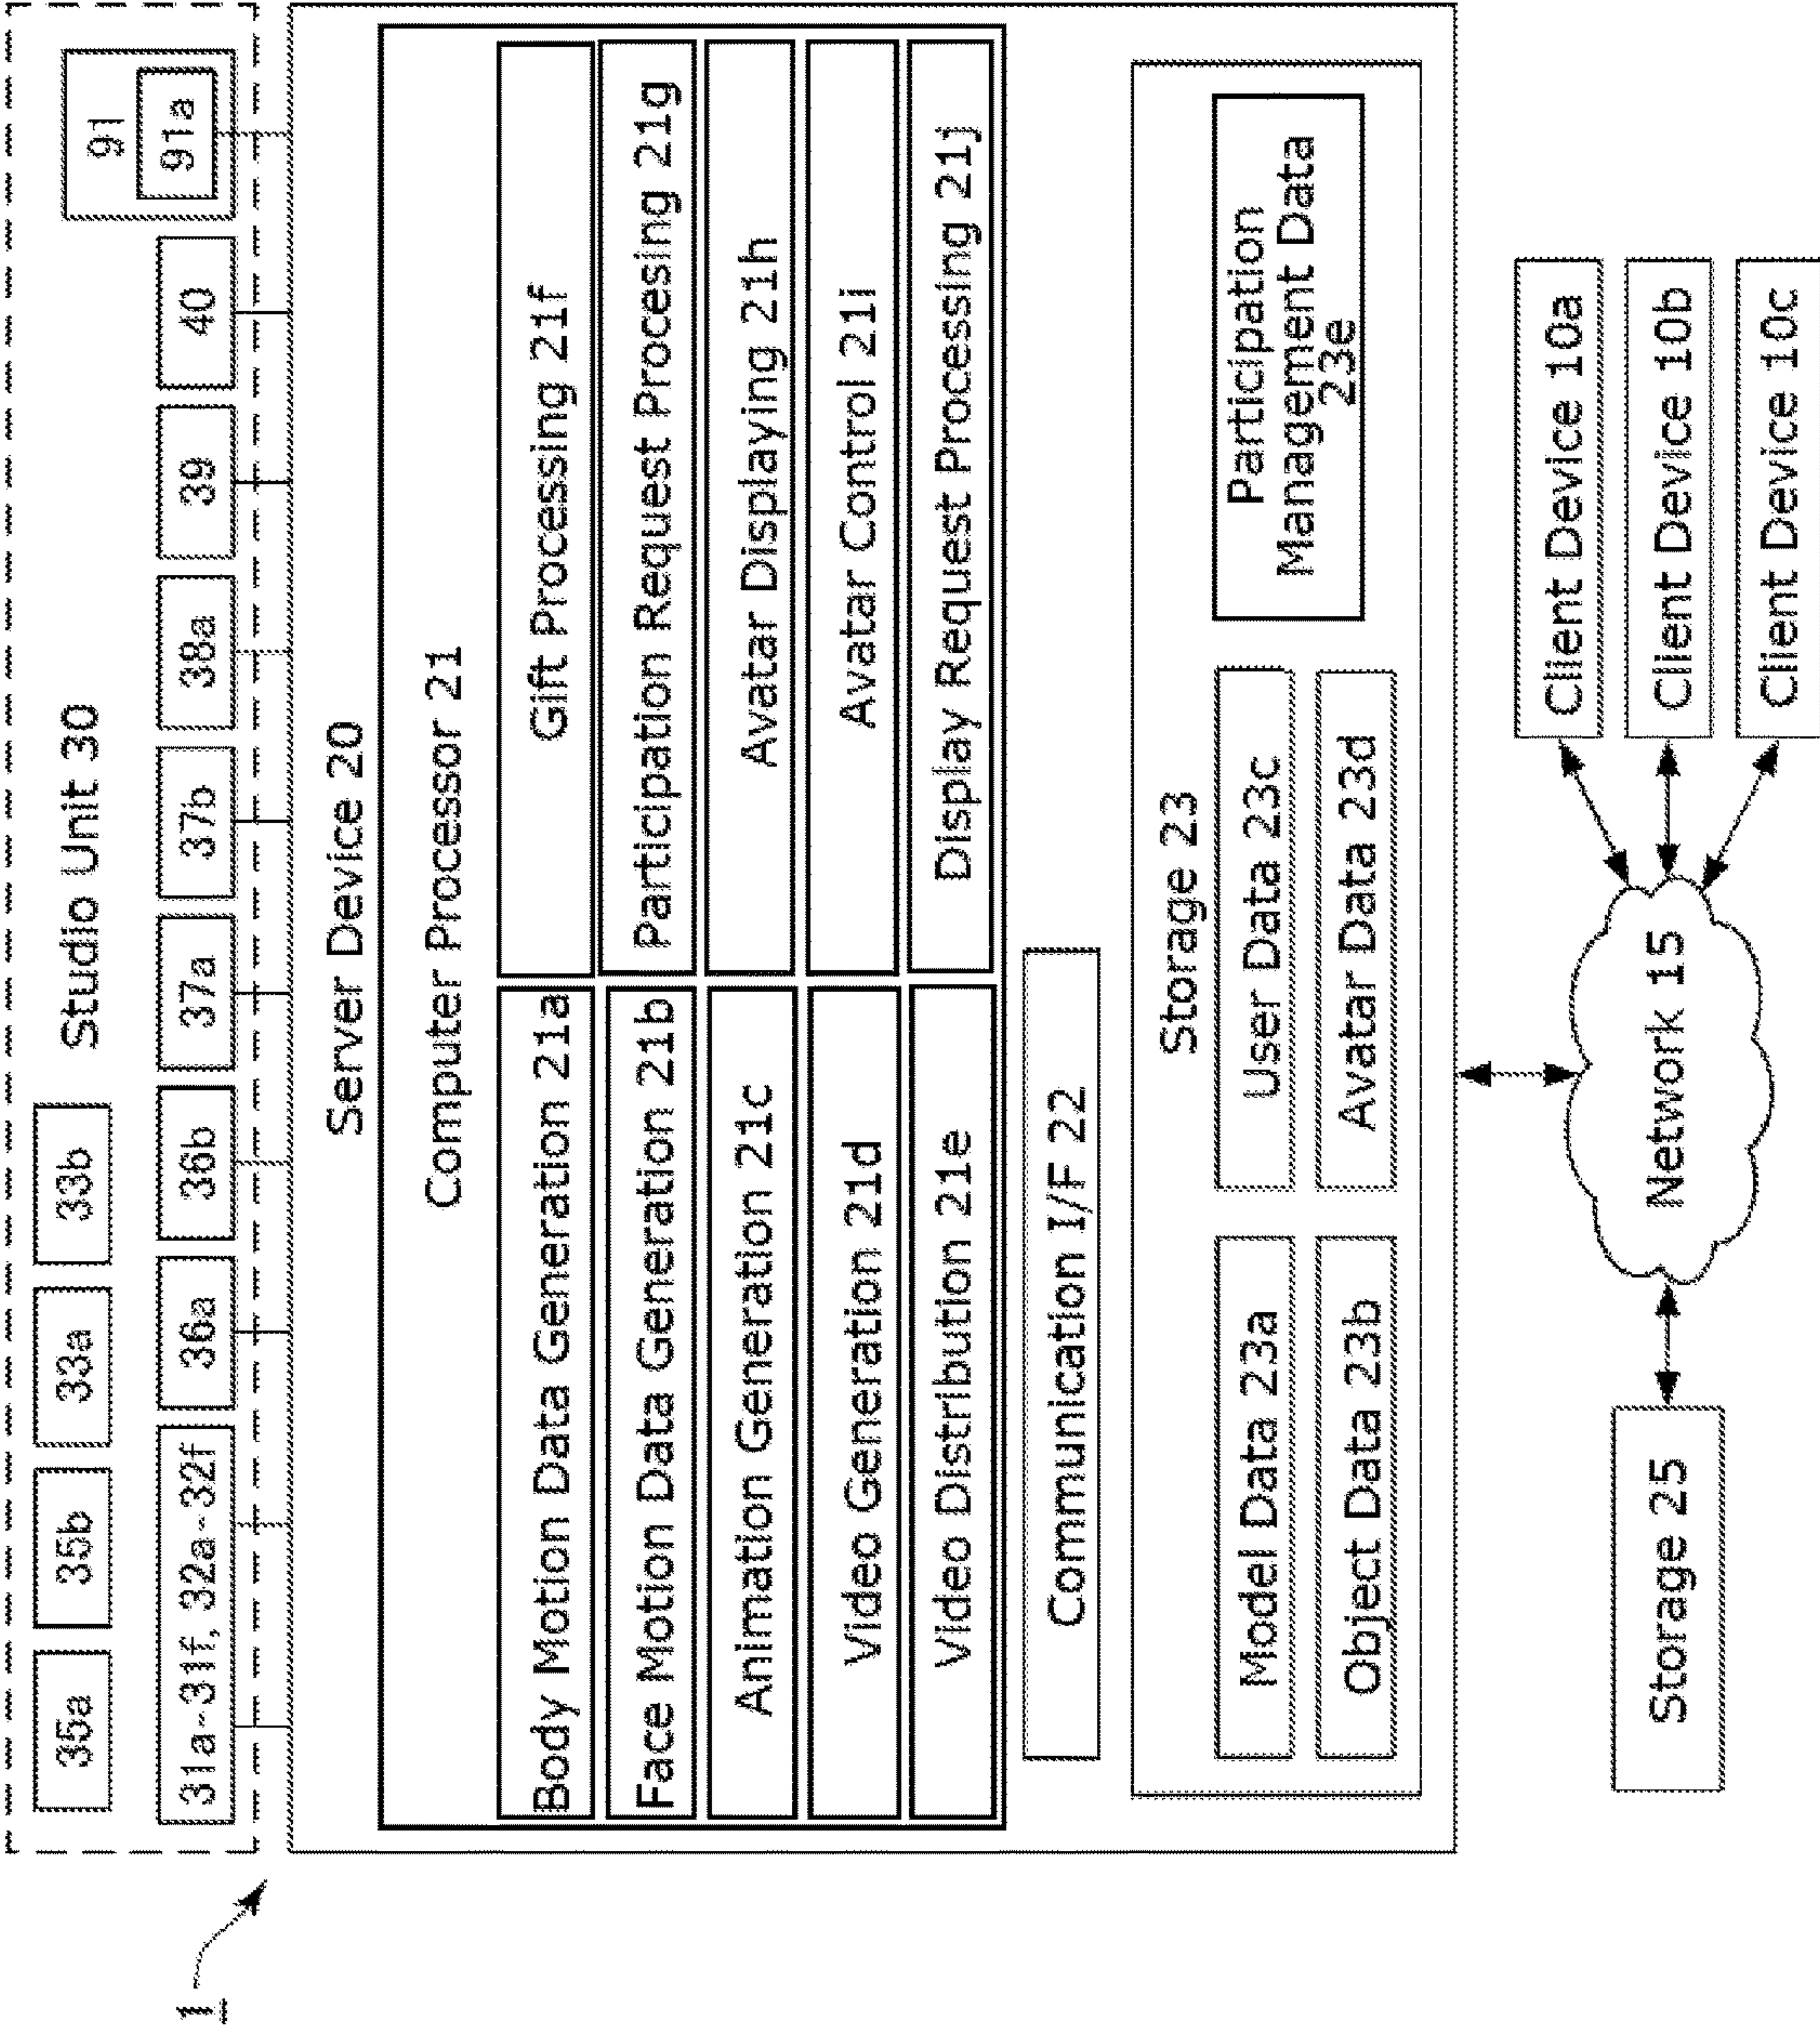 1
Studio Unit 30
35a
35b
33a
33b
31a-31f, 32a-32f
36a
36b
37a
37b
38a
39
40
91
91a
Server Device 20
Computer Processor 21
Body Motion Data Generation 21a
Face Motion Data Generation 21b
Animation Generation 21c
Video Generation 21d
Video Distribution 21e
Gift Processing 21f
Participation Request Processing 21g
Avatar Displaying 21h
Avatar Control 21i
Display Request Processing 21j
Communication I/F 22
Storage 23
Model Data 23a
Object Data 23b
User Data 23c
Avatar Data 23d
Participation
Management Data
23e
Storage 25
Network 15
Client Device 10a
Client Device 10b
Client Device 10c